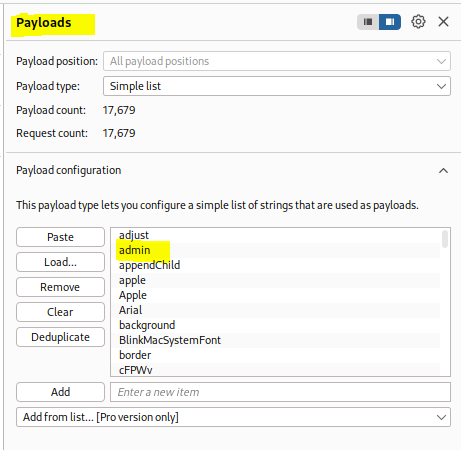 Payloads
Payload position: All payload positions
Payload type: Simple list
Payload count: 17,679
Request count: 17,679
Payload configuration
This payload type lets you configure a simple list of strings that are used as payloads.
Paste
Load...
Remove
Clear
Deduplicate
adjust
admin
appendChild
apple
Apple
Arial
background
BlinkMacSystemFont
border
cFPWv
Add Enter a new item
Add from list... [Pro version only]